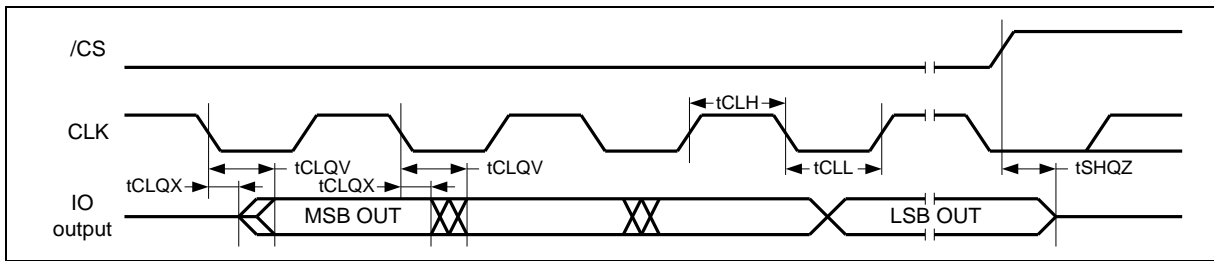 /CS
tCLH
CLK
tCLQV
tCLQV
tCLL
tSHQZ
tCLQX
tCLQX
IO
output
MSB OUT
LSB OUT